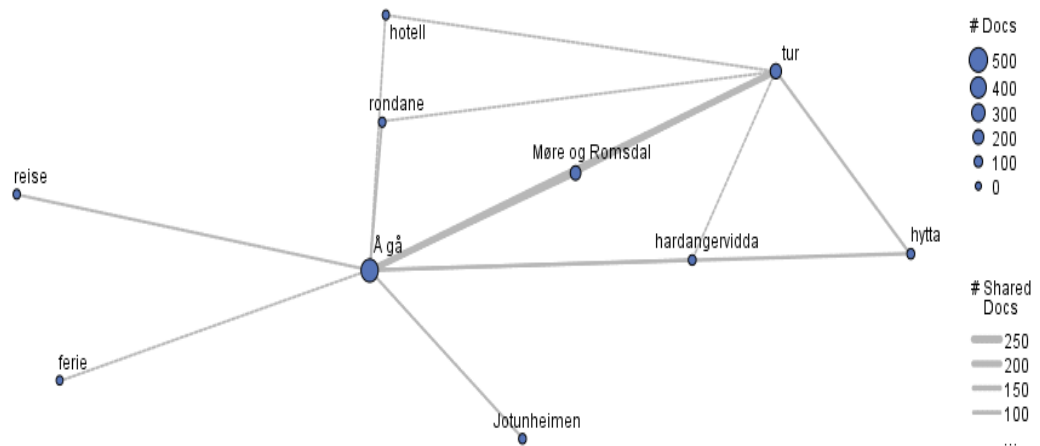 hotell
tur
rondane
Møre og Romsdal
reise
Å gå
hardangervidda
hytta
ferie
Jotunheimen
# Docs
500
400
300
200
100
0
# Shared
Docs
250
200
150
100
...